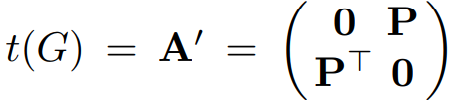 t(G) = A′ = ( 0 P
P⊤ 0 )